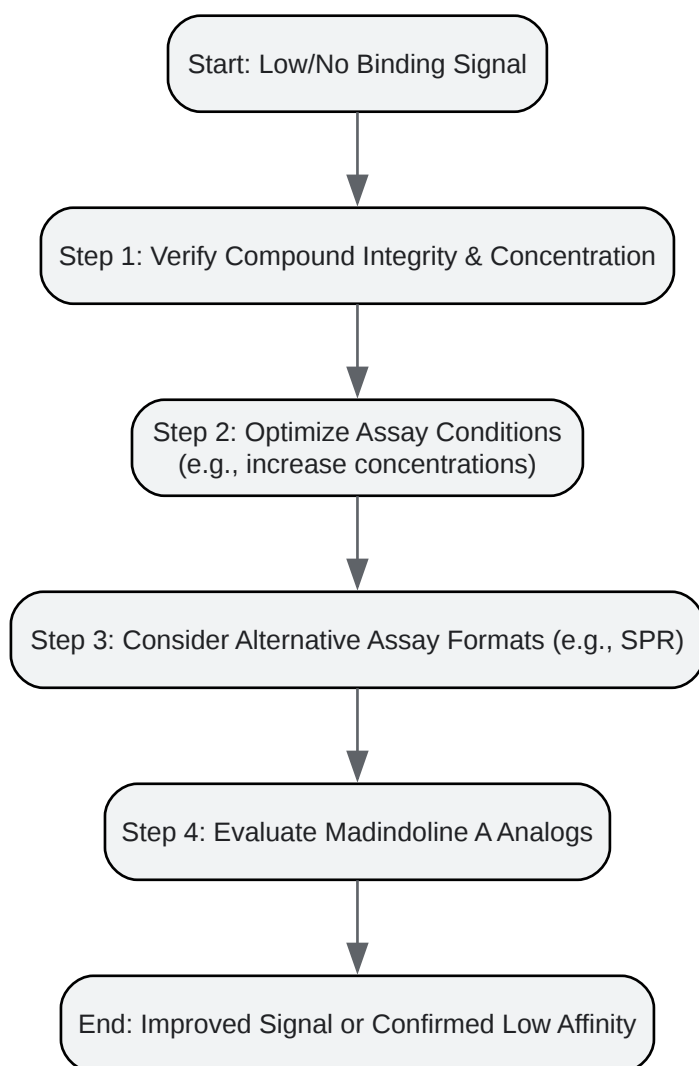 Start: Low/No Binding Signal
Step 1: Verify Compound Integrity & Concentration
Step 2: Optimize Assay Conditions
(e.g., increase concentrations)
Step 3: Consider Alternative Assay Formats (e.g., SPR)
Step 4: Evaluate Madindoline A Analogs
End: Improved Signal or Confirmed Low Affinity